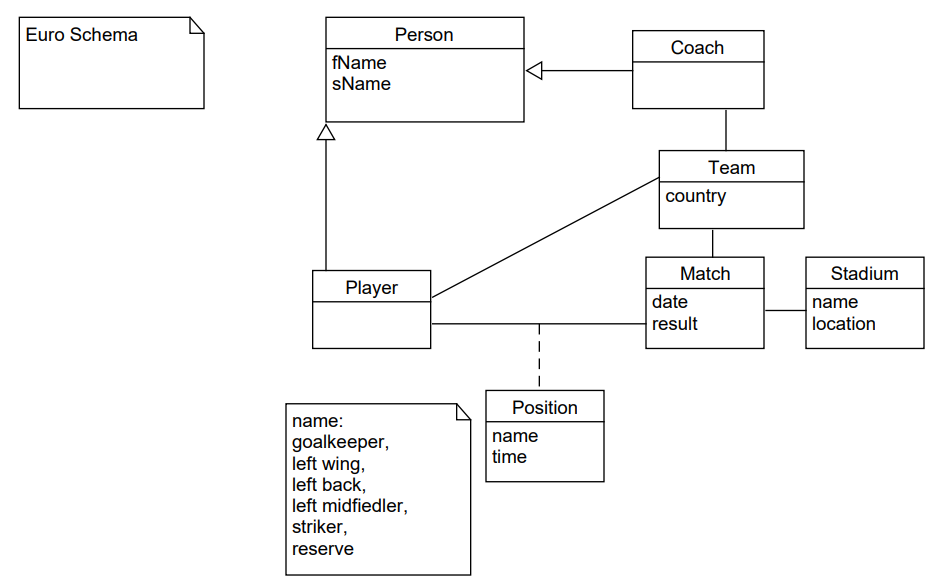 Euro Schema
Person
fName
sName
Coach
Team
country
Player
Match
date
result
Stadium
name
location
Position
name
time
name:
goalkeeper,
left wing,
left back,
left midfiedler,
striker,
reserve